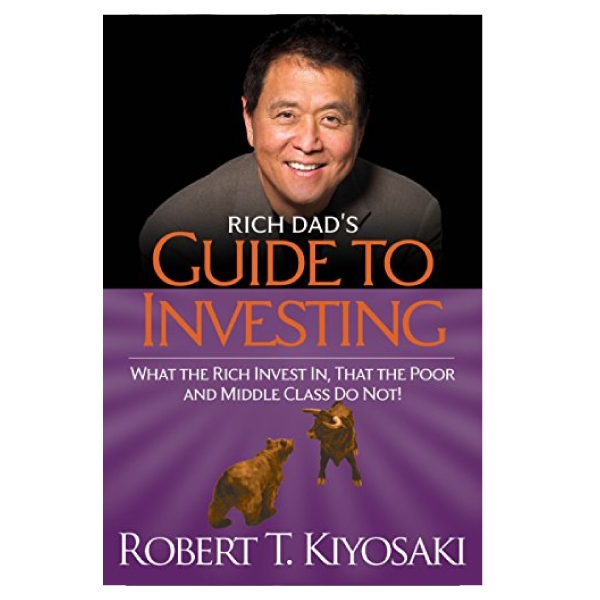 RICH DAD'S
GUIDE TO
INVESTING
WHAT THE RICH INVEST IN, THAT THE POOR
AND MIDDLE CLASS DO NOT!
ROBERT T. KIYOSAKI